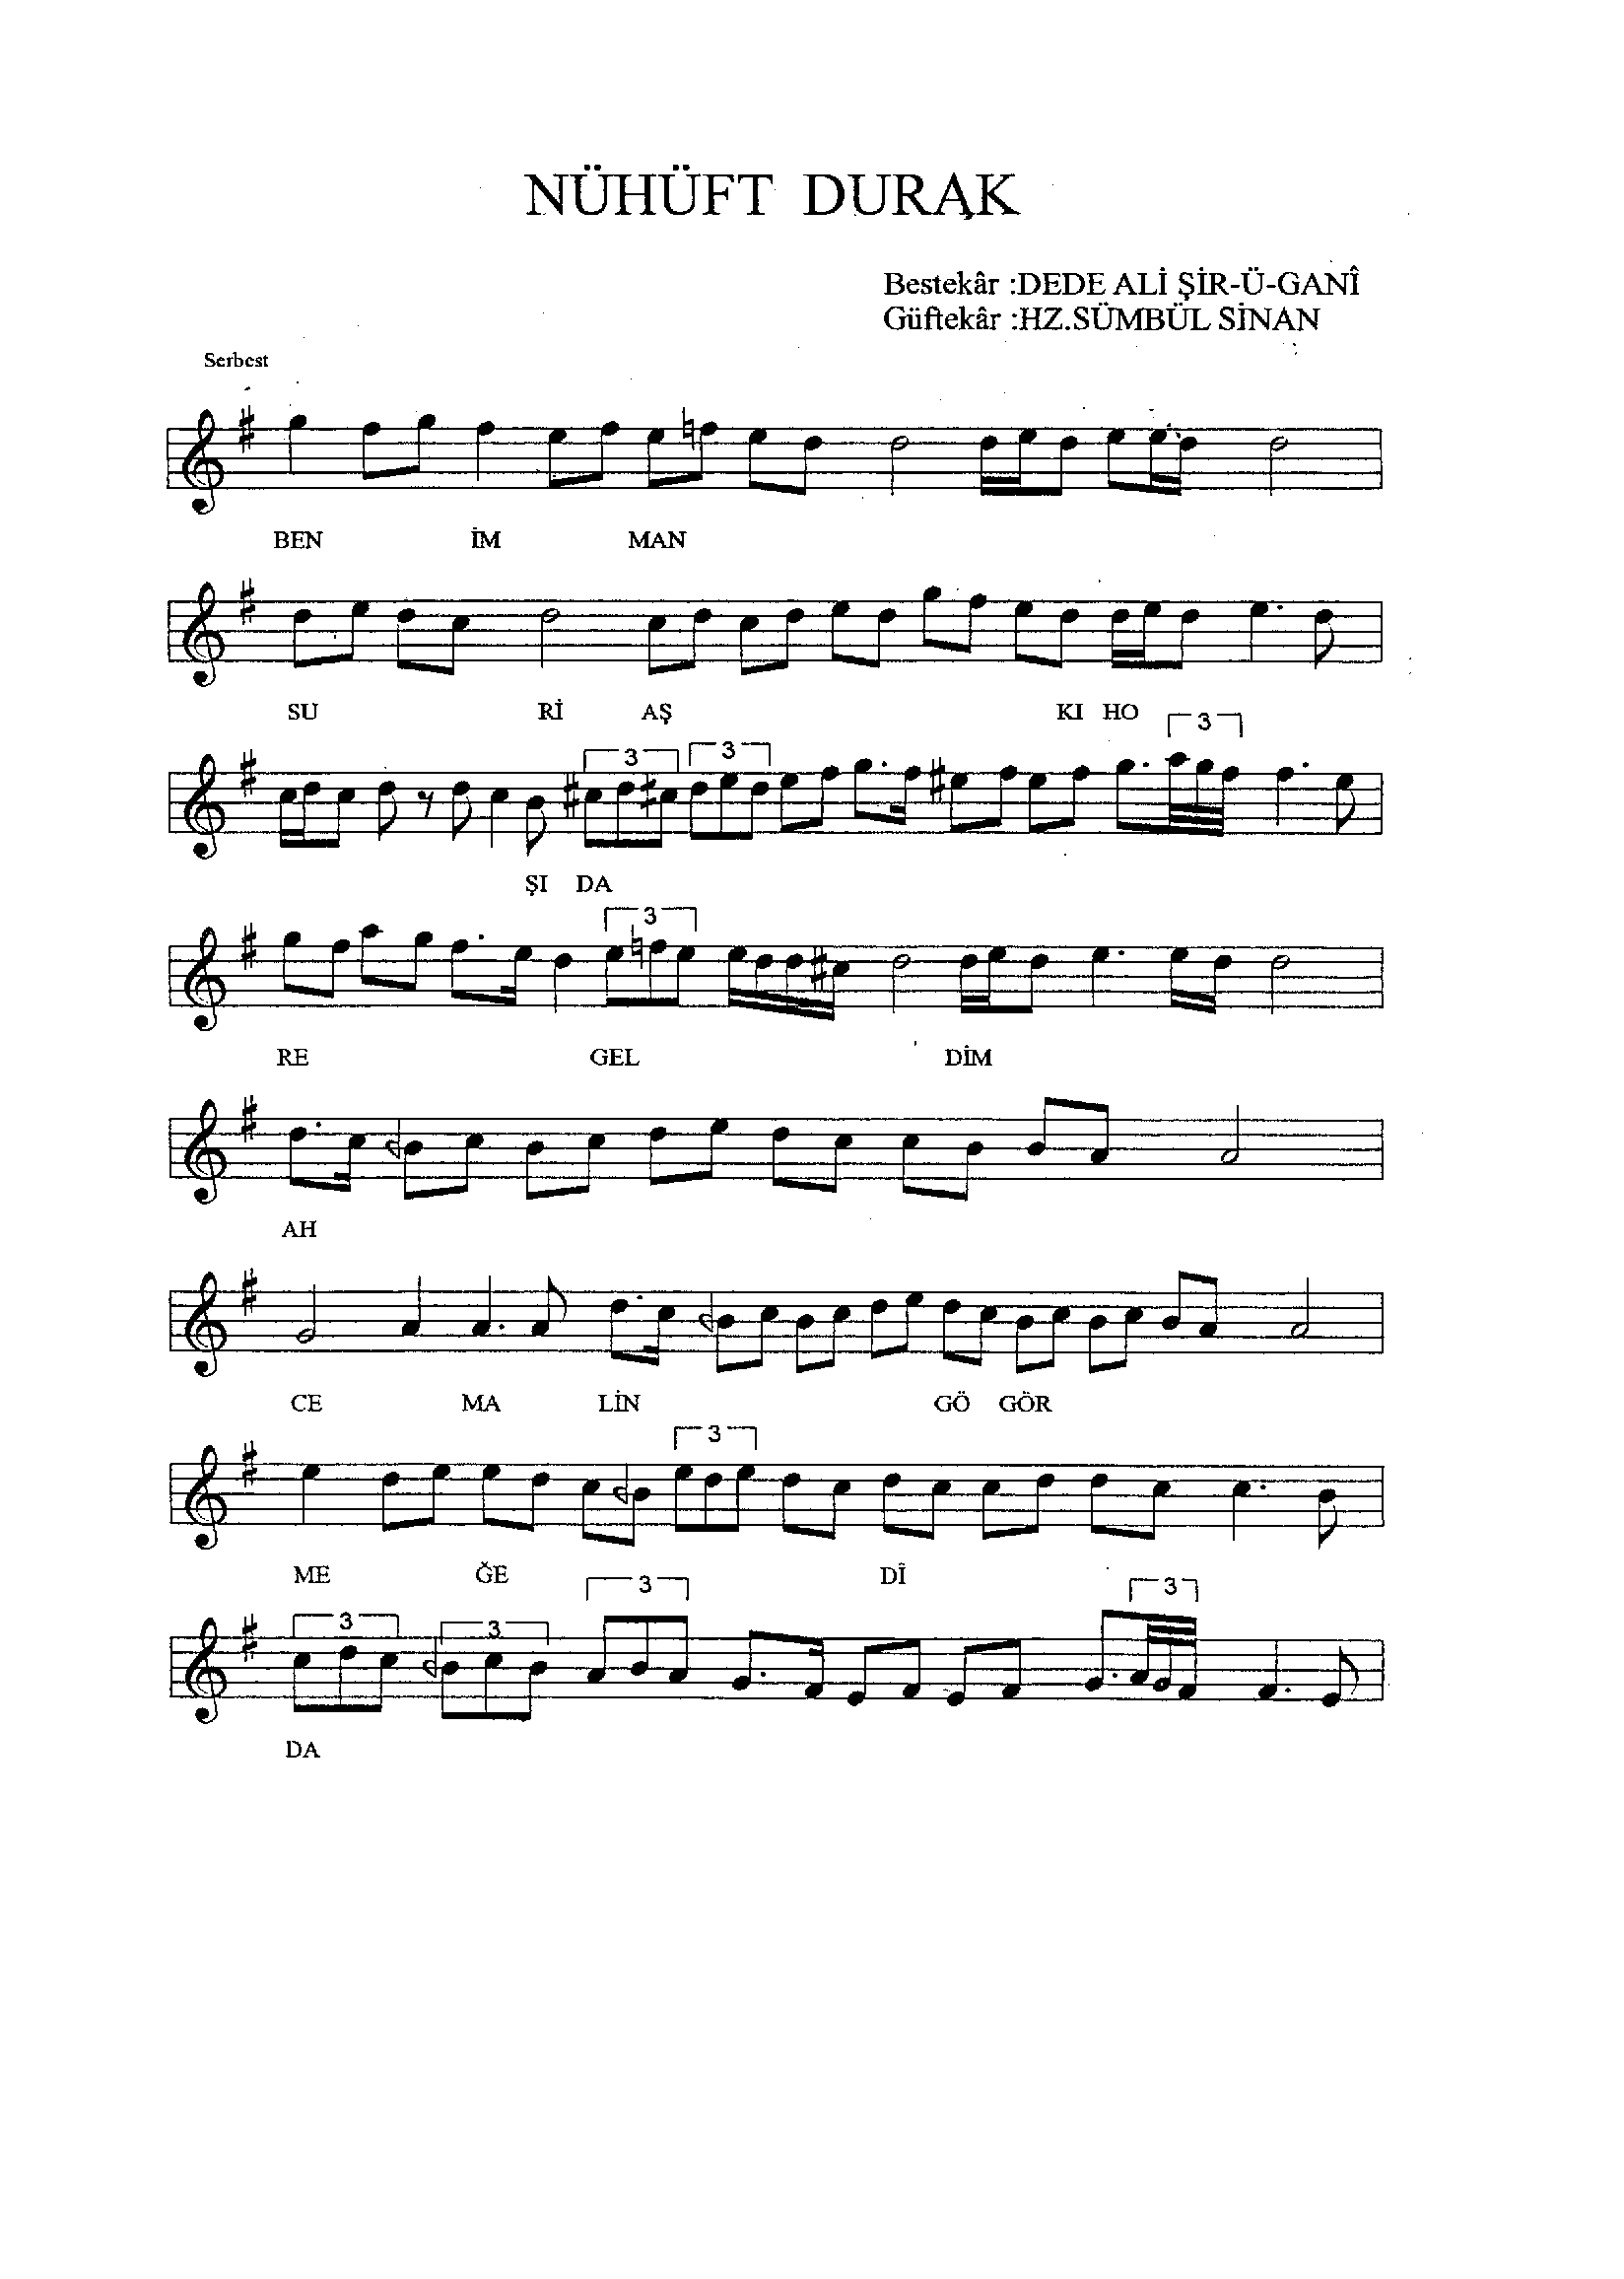 NÜHÜFT DURAK
Bestekâr :DEDE ALİ ŞİR-Ü-GANÎ
Güftekâr :HZ.SÜMBÜL SİNAN
Serbest
BEN İM MAN
SU Rİ AŞ KI HO
3
3 3
ŞI DA
3
RE GEL DİM
AH
CE MA LİN GÖ GÖR
3
ME ĞE DÎ
3 3 3 3
DA